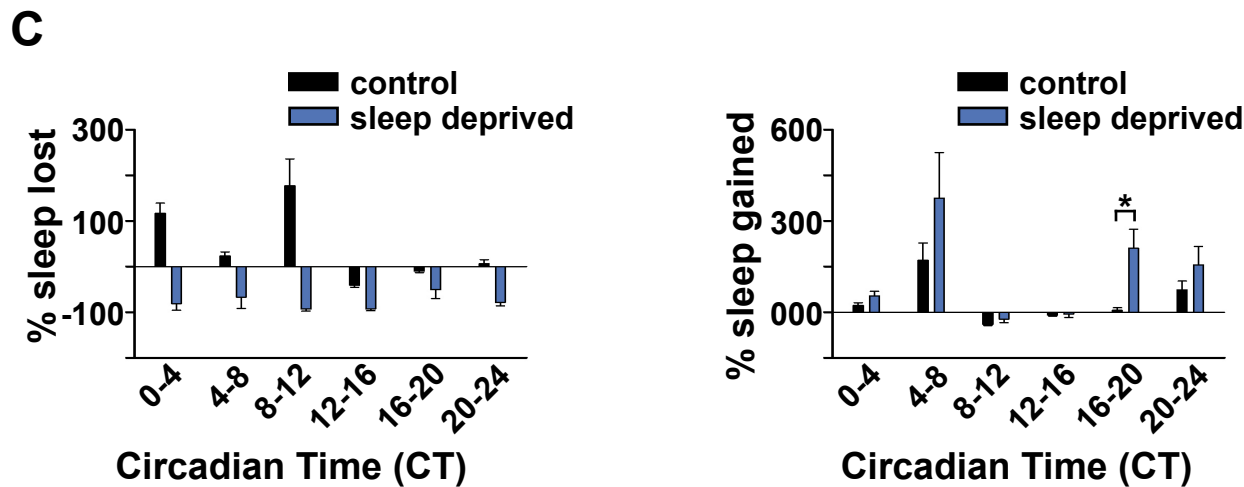 C
control
sleep deprived
% sleep lost
300
100
-100
0-4
4-8
8-12
12-16
16-20
20-24
Circadian Time (CT)
control
sleep deprived
% sleep gained
600
300
000
*
0-4
4-8
8-12
12-16
16-20
20-24
Circadian Time (CT)